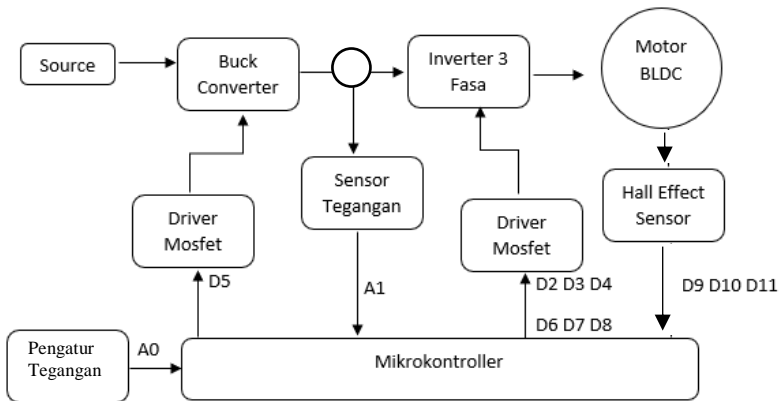 Source
Buck
Converter
Inverter 3
Fasa
Motor
BLDC
Sensor
Tegangan
Hall Effect
Sensor
Driver
Mosfet
Driver
Mosfet
D5
A1
D2 D3 D4
D9 D10 D11
D6 D7 D8
Pengatur
Tegangan
A0
Mikrokontroller